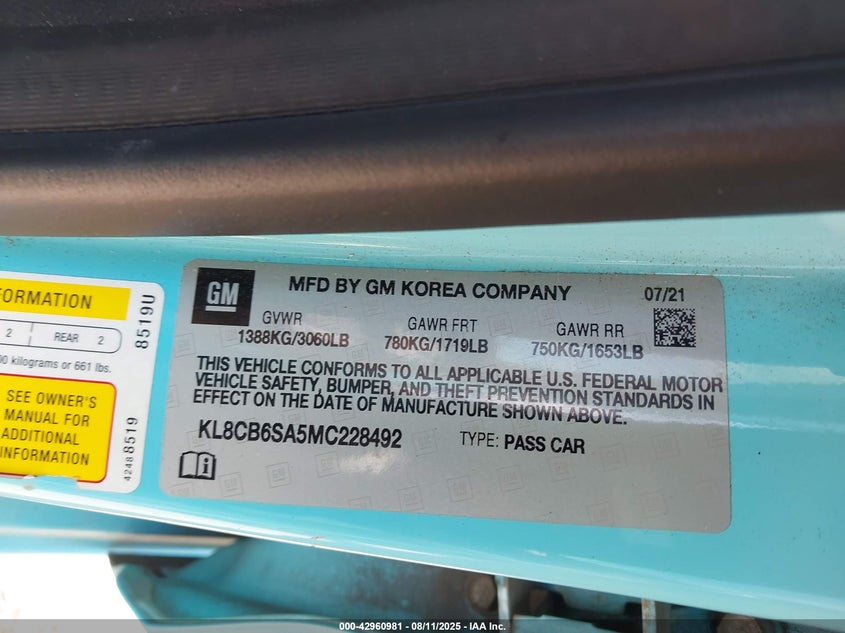 FORMATION
2 REAR 2
kilograms or 661 lbs.
SEE OWNER'S
MANUAL FOR
ADDITIONAL
INFORMATION
8519U
42488519
GM
MFD BY GM KOREA COMPANY 07/21
GVWR GAWR FRT GAWR RR
1388KG/3060LB 780KG/1719LB 750KG/1653LB
THIS VEHICLE CONFORMS TO ALL APPLICABLE U.S. FEDERAL MOTOR
VEHICLE SAFETY, BUMPER, AND THEFT PREVENTION STANDARDS IN
EFFECT ON THE DATE OF MANUFACTURE SHOWN ABOVE.
KL8CB6SA5MC228492 TYPE: PASS CAR
000-42960981 - 08/11/2025 - IAA Inc.